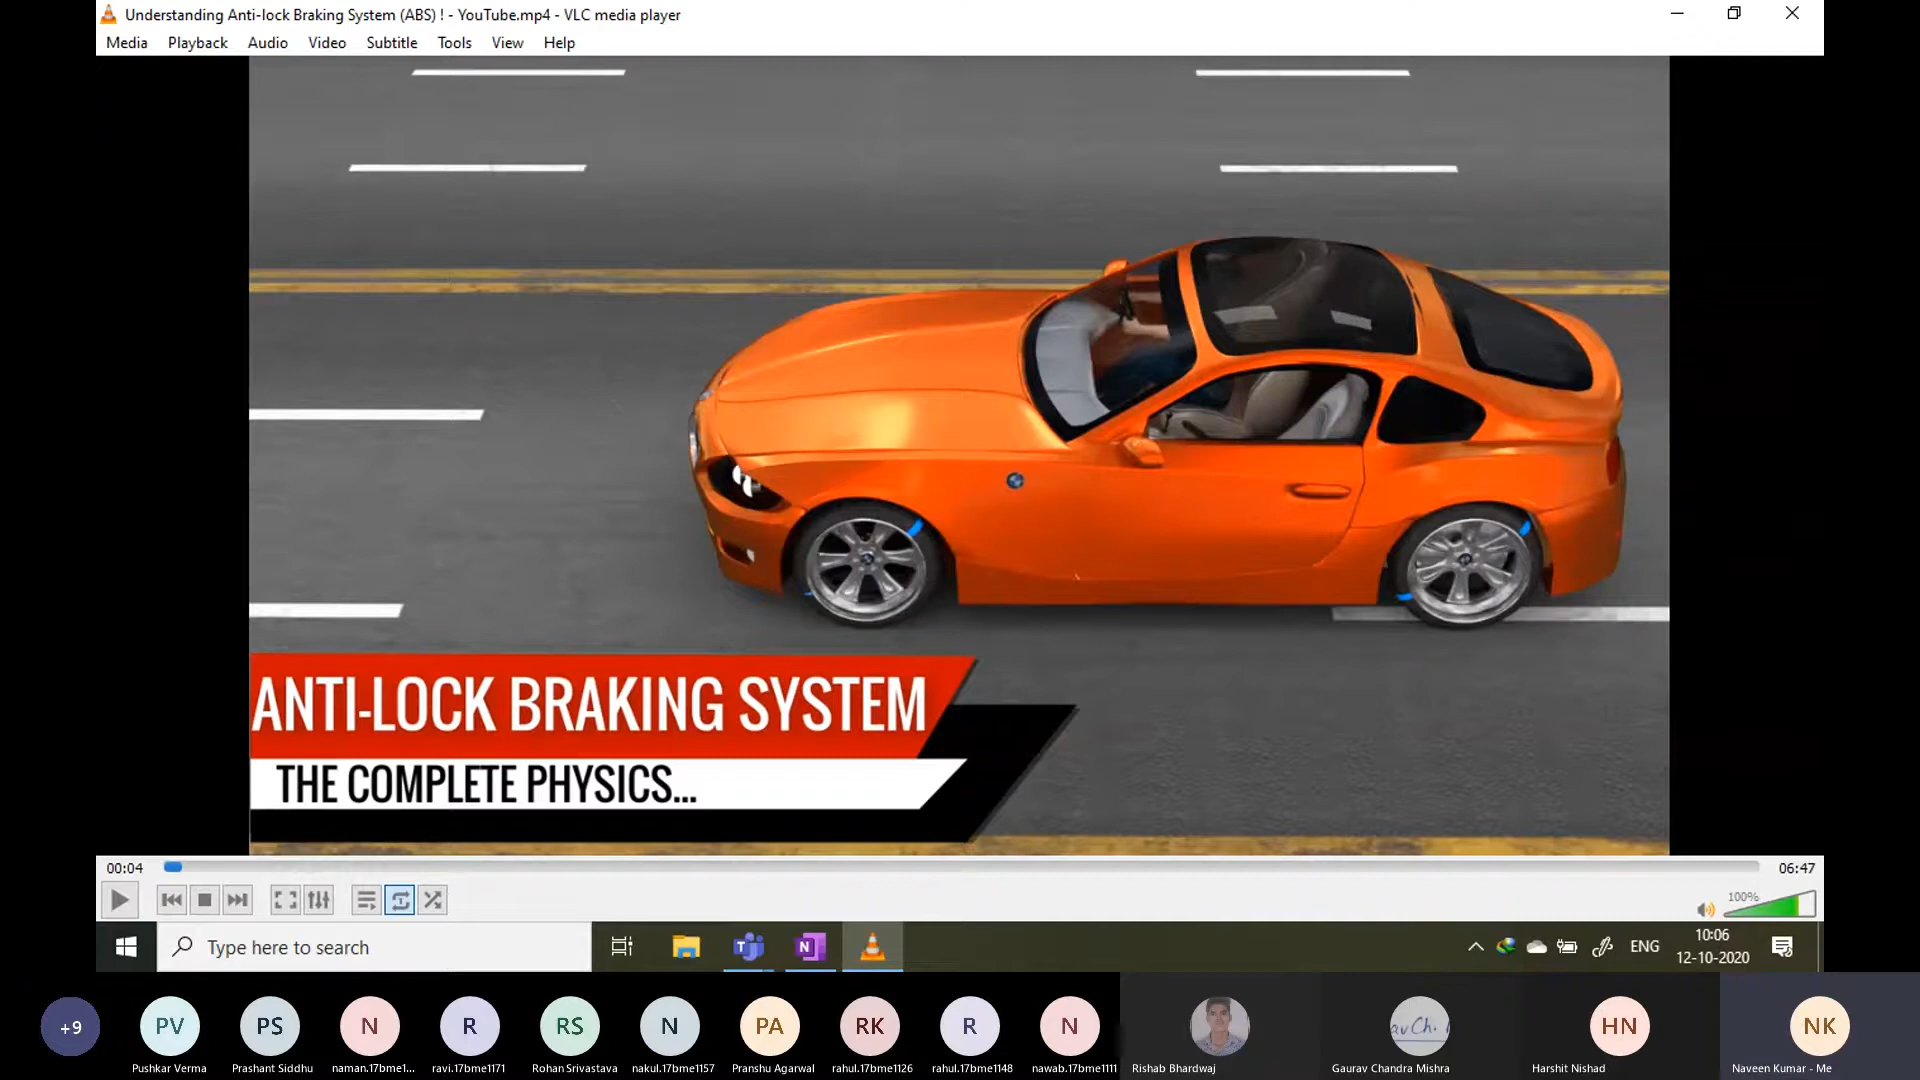 Understanding Anti-lock Braking System (ABS) ! - YouTube.mp4 - VLC media player
Media Playback Audio Video Subtitle Tools View Help
ANTI-LOCK BRAKING SYSTEM
THE COMPLETE PHYSICS...
00:04 06:47
100%
Type here to search
ENG
10:06
12-10-2020
+9 PV PS N R RS N PA RK R N avCh. HN NK
Pushkar Verma Prashant Siddhu naman.17bme1... ravi.17bme1171 Rohan Srivastava nakul.17bme1157 Pranshu Agarwal rahul.17bme1126 rahul.17bme1148 nawab.17bme1111 Rishab Bhardwaj Gaurav Chandra Mishra Harshit Nishad Naveen Kumar - Me